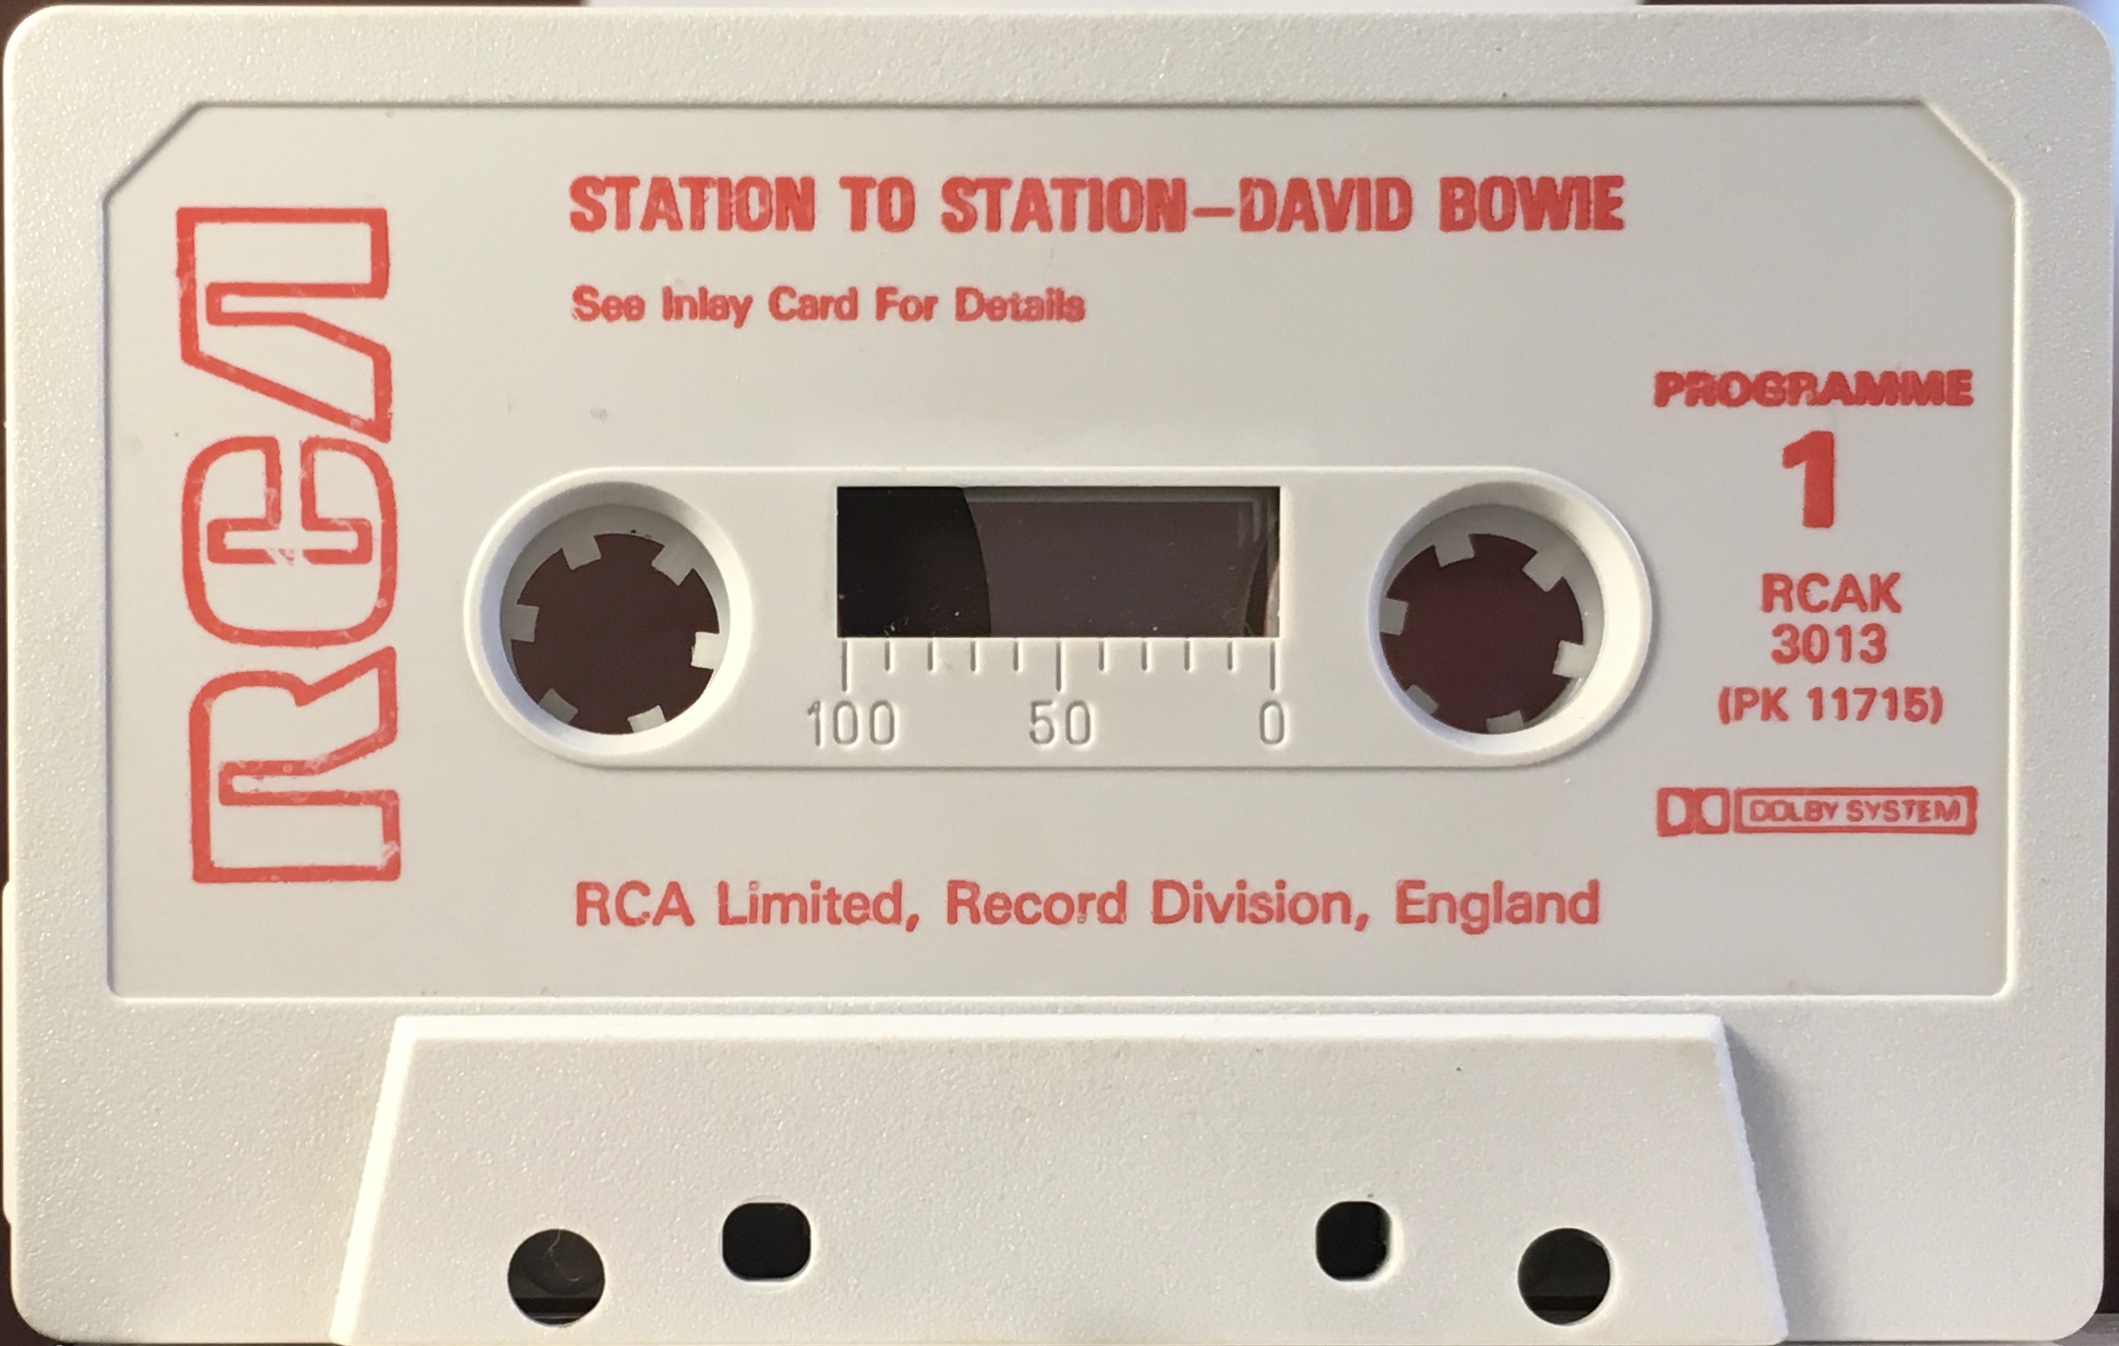 RCA
STATION TO STATION—DAVID BOWIE
See Inlay Card For Details
PROGRAMME
1
RCAK
3013
(PK 11715)
100 50 0
DOLBY SYSTEM
RCA Limited, Record Division, England